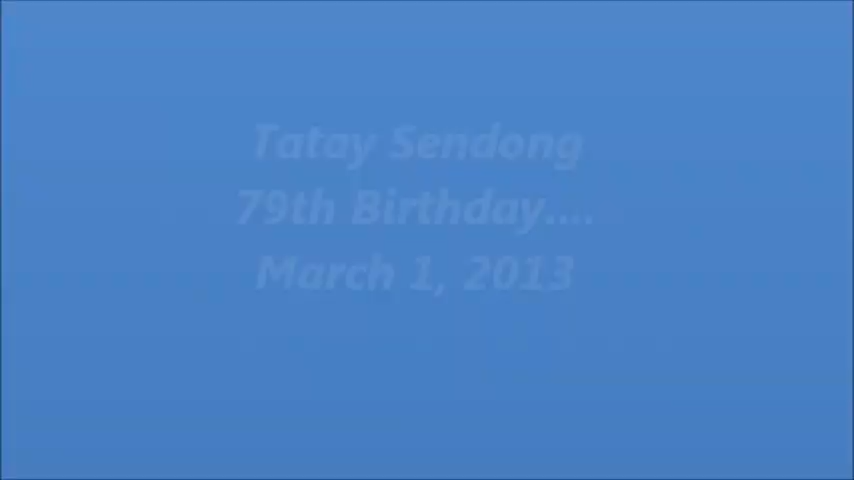 Tatay Sendong
79th Birthday....
March 1, 2013